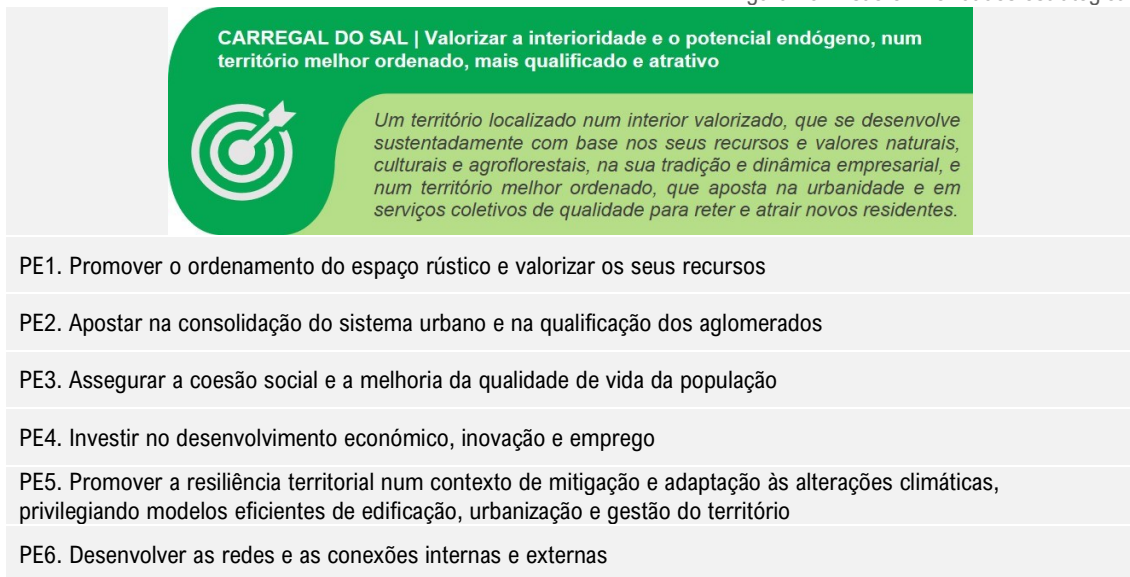 CARREGAL DO SAL | Valorizar a interioridade e o potencial endógeno, num
território melhor ordenado, mais qualificado e atrativo
Um território localizado num interior valorizado, que se desenvolve
sustentadamente com base nos seus recursos e valores naturais,
culturais e agroflorestais, na sua tradição e dinâmica empresarial, e
num território melhor ordenado, que aposta na urbanidade e em
serviços coletivos de qualidade para reter e atrair novos residentes.
PE1. Promover o ordenamento do espaço rústico e valorizar os seus recursos
PE2. Apostar na consolidação do sistema urbano e na qualificação dos aglomerados
PE3. Assegurar a coesão social e a melhoria da qualidade de vida da população
PE4. Investir no desenvolvimento económico, inovação e emprego
PE5. Promover a resiliência territorial num contexto de mitigação e adaptação às alterações climáticas,
privilegiando modelos eficientes de edificação, urbanização e gestão do território
PE6. Desenvolver as redes e as conexões internas e externas